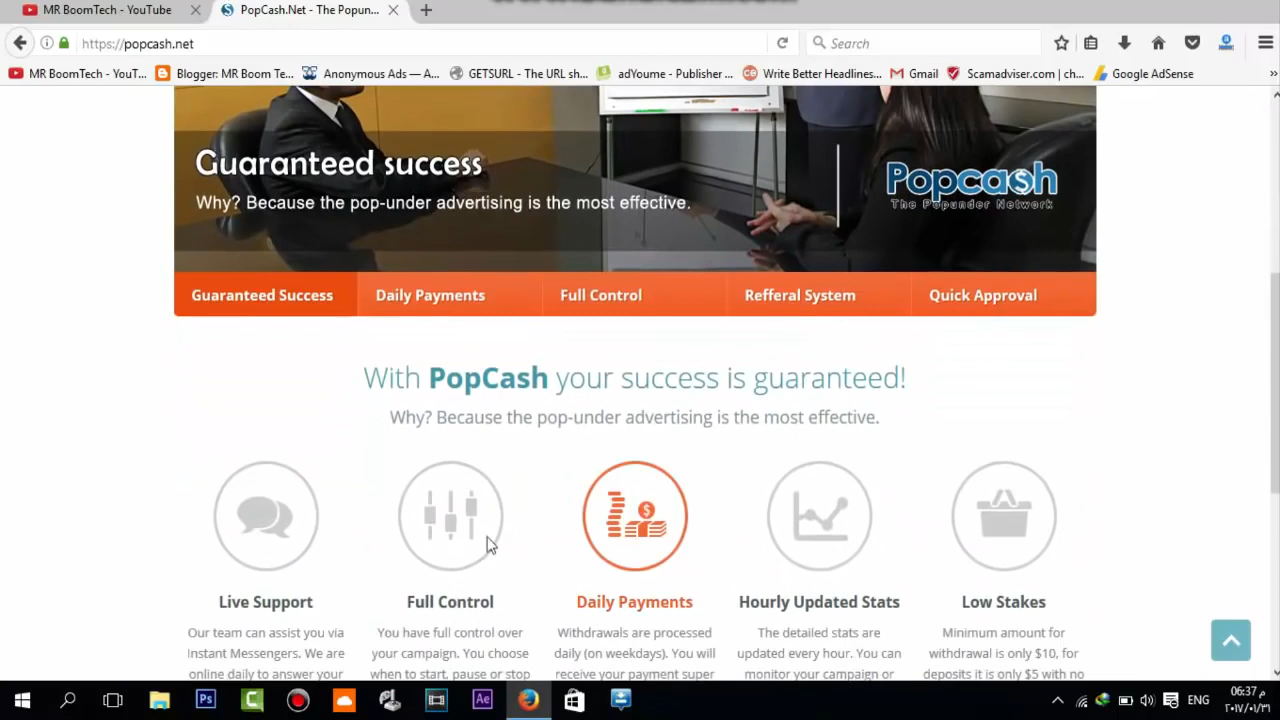 MR BoomTech - YouTube
PopCash.Net - The Popun...
https://popcash.net
Search
MR BoomTech - YouT...
Blogger: MR Boom Te...
Anonymous Ads — A...
GETSURL - The URL sh...
adYoume - Publisher ...
Write Better Headlines...
Gmail
Scamadviser.com | ch...
Google AdSense
Guaranteed success
Why? Because the pop-under advertising is the most effective.
Popca$h
The Popunder Network
Guaranteed Success
Daily Payments
Full Control
Refferal System
Quick Approval
With PopCash your success is guaranteed!
Why? Because the pop-under advertising is the most effective.
Live Support
Our team can assist you via
Instant Messengers. We are
online daily to answer your
Full Control
You have full control over
your campaign. You choose
when to start, pause or stop
Daily Payments
Withdrawals are processed
daily (on weekdays). You will
receive your payment super
Hourly Updated Stats
The detailed stats are
updated every hour. You can
monitor your campaign or
Low Stakes
Minimum amount for
withdrawal is only $10, for
deposits it is only $5 with no
Ps
Ae
ENG
06:37 م
٢٠١٧/٠١/٣١